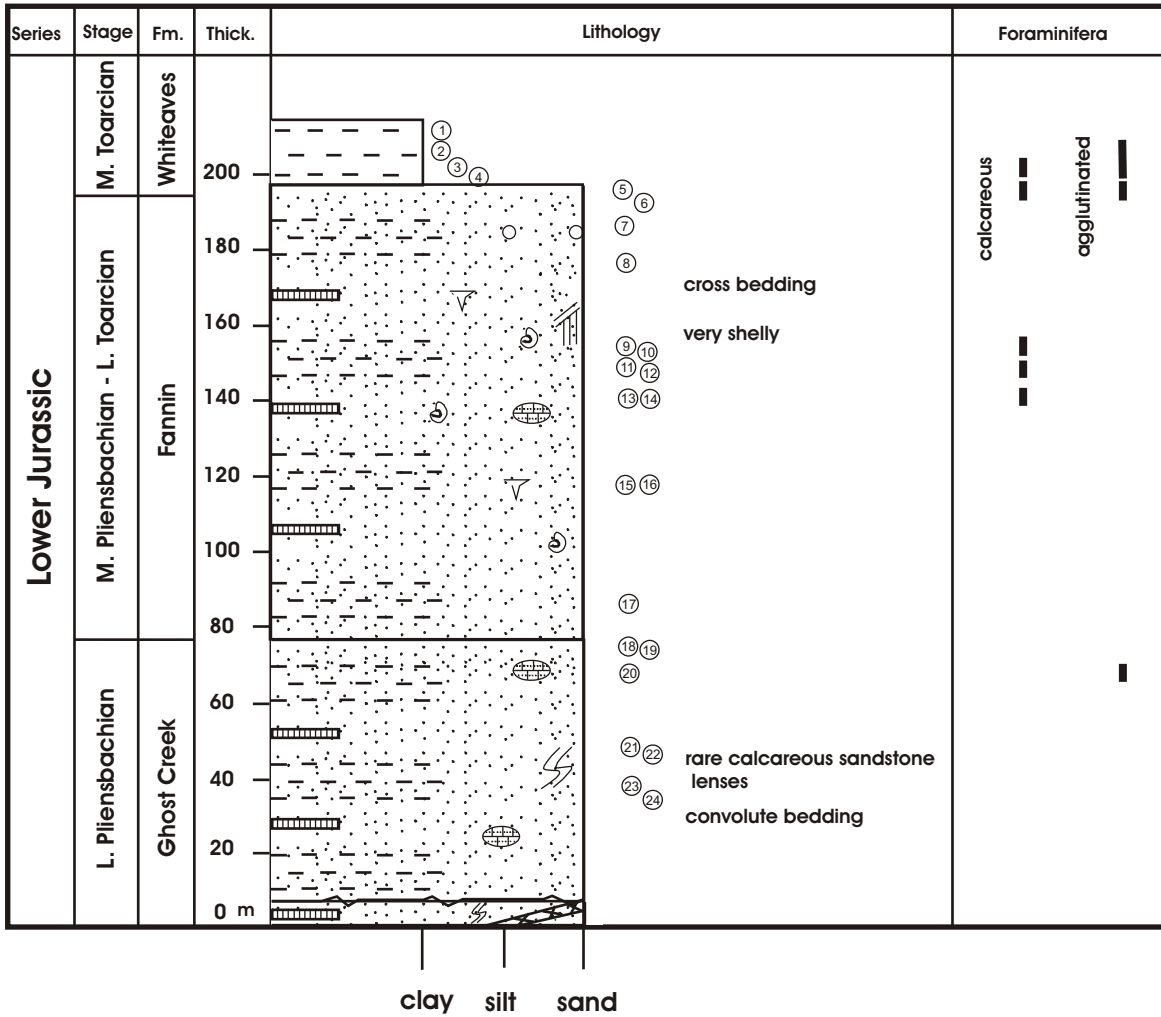 Series Stage Fm. Thick. Lithology Foraminifera
Lower Jurassic
M. Toarcian
Whiteaves
M. Pliensbachian - L. Toarcian
Fannin
L. Pliensbachian
Ghost Creek
calcareous
agglutinated
1
2
3
200
4
5
6
7
180
8
cross bedding
160
very shelly
9 10
11 12
140
13 14
120
15 16
100
17
80
18 19
20
60
21 22
rare calcareous sandstone
lenses
40
23
24
convolute bedding
20
0 m
clay silt sand